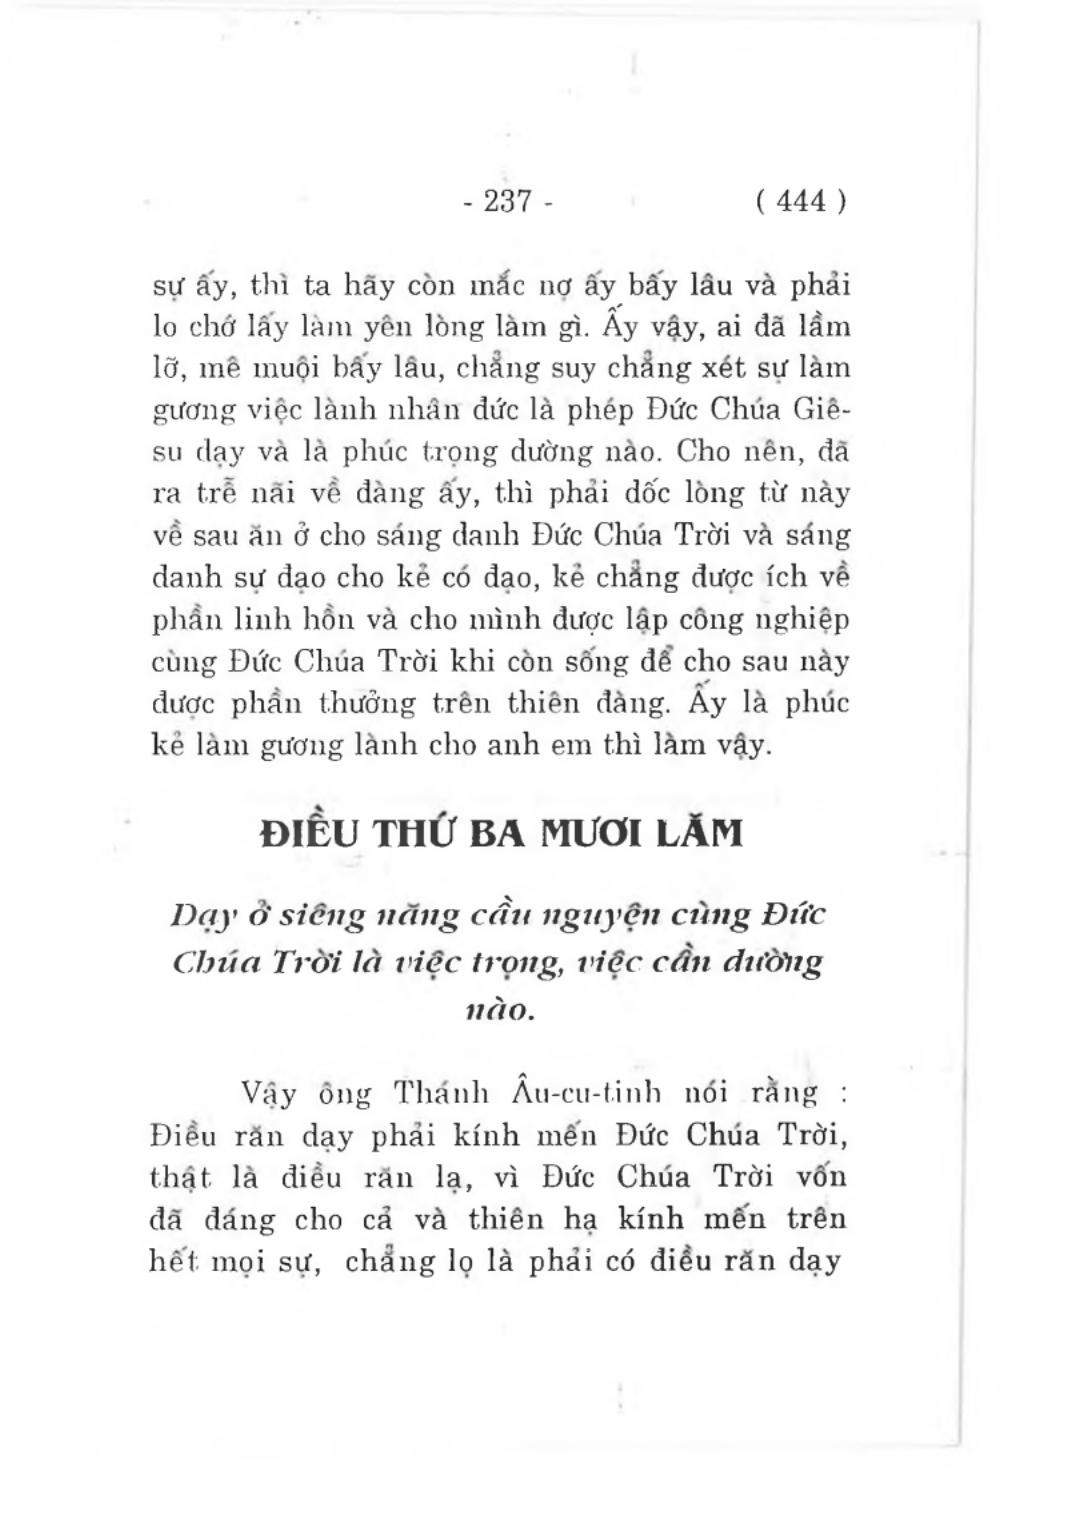 - 237 - ( 444 )
sự ấy, thì ta hãy còn mắc nợ ấy bấy lâu và phải
lo chớ lấy làm yên lòng làm gì. Ấy vậy, ai đã lầm
lỡ, mê muội bấy lâu, chẳng suy chẳng xét sự làm
gương việc lành nhân đức là phép Đức Chúa Giê-
su dạy và là phúc trọng dường nào. Cho nên, đã
ra trễ nãi về đàng ấy, thì phải dốc lòng từ này
về sau ăn ở cho sáng danh Đức Chúa Trời và sáng
danh sự đạo cho kẻ có đạo, kẻ chẳng được ích về
phần linh hồn và cho mình được lập công nghiệp
cùng Đức Chúa Trời khi còn sống để cho sau này
được phần thưởng trên thiên đàng. Ấy là phúc
kẻ làm gương lành cho anh em thì làm vậy.
ĐIỀU THỨ BA MƯƠI LĂM
Dạy ở siêng năng cầu nguyện cùng Đức
Chúa Trời là việc trọng, việc cần dường
nào.
Vậy ông Thánh Âu-cu-tinh nói rằng :
Điều răn dạy phải kính mến Đức Chúa Trời,
thật là điều răn lạ, vì Đức Chúa Trời vốn
đã đáng cho cả và thiên hạ kính mến trên
hết mọi sự, chẳng lọ là phải có điều răn dạy